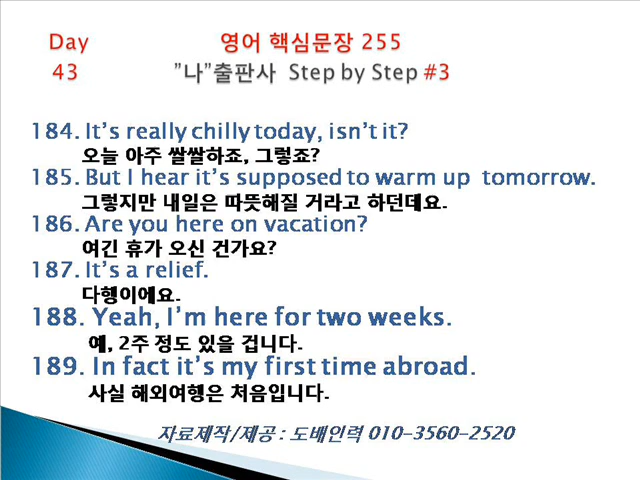 Day 영어 핵심문장 255
43 ”나”출판사 Step by Step #3
184. It’s really chilly today, isn’t it?
오늘 아주 쌀쌀하죠, 그렇죠?
185. But I hear it’s supposed to warm up tomorrow.
그렇지만 내일은 따뜻해질 거라고 하던데요.
186. Are you here on vacation?
여긴 휴가 오신 건가요?
187. It’s a relief.
다행이에요.
188. Yeah, I’m here for two weeks.
예, 2주 정도 있을 겁니다.
189. In fact it’s my first time abroad.
사실 해외여행은 처음입니다.
자료제작/제공 : 도배인력 010-3560-2520